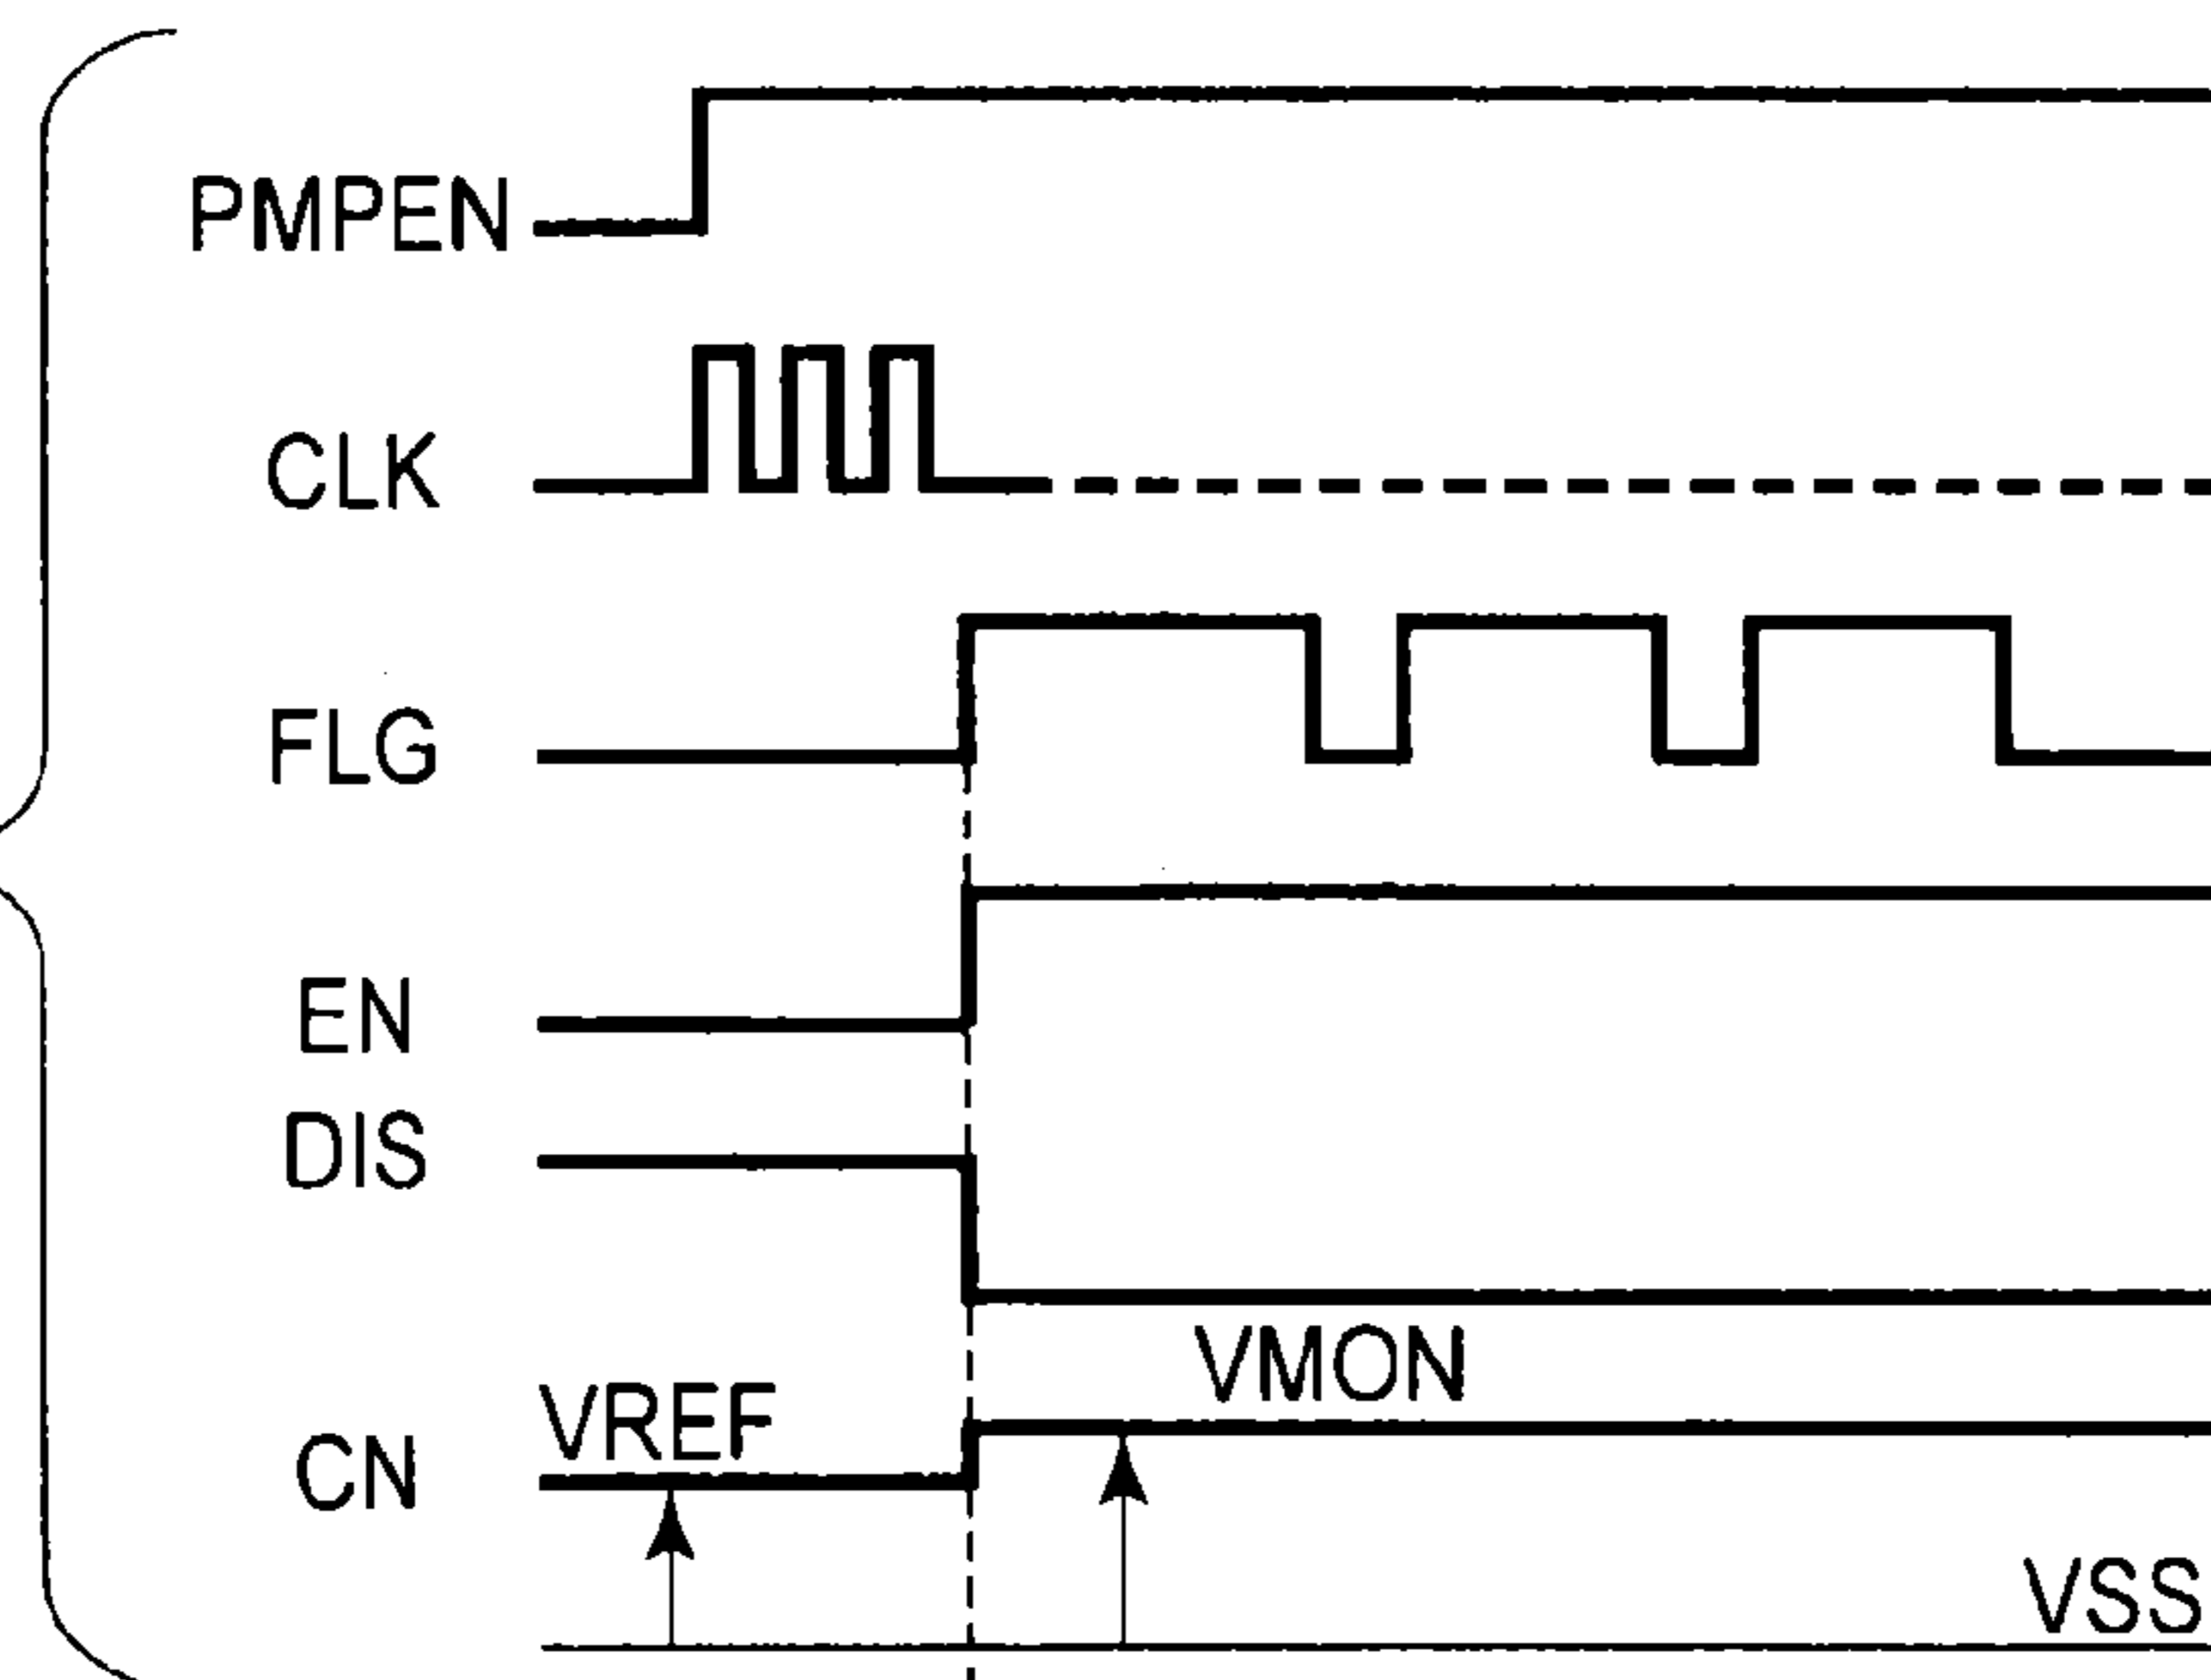 PMPEN
CLK
FLG
EN
DIS
VMON
VREF
CN
VSS